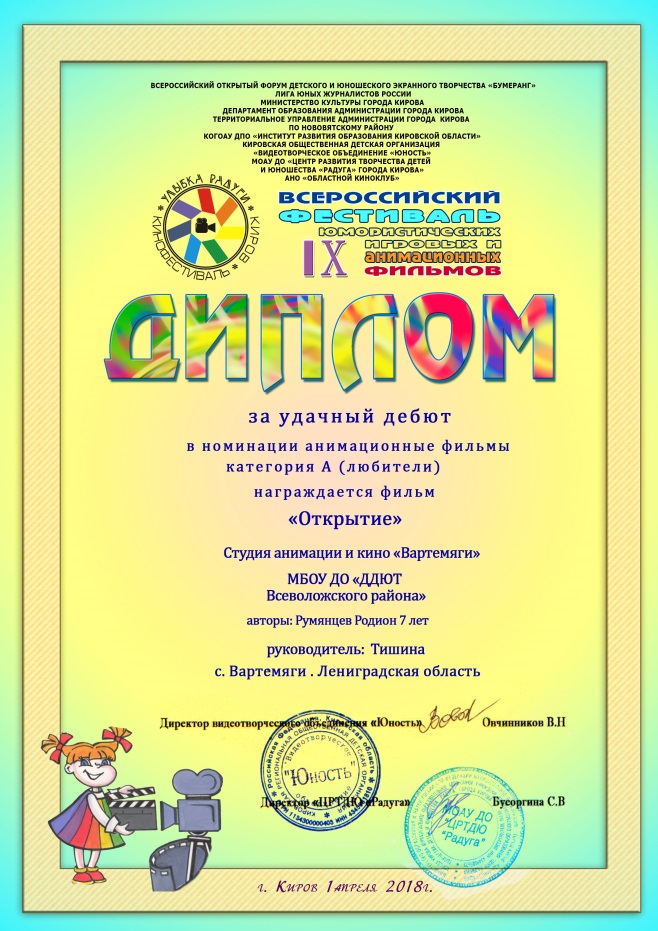 ВСЕРОССИЙСКИЙ ОТКРЫТЫЙ ФОРУМ ДЕТСКОГО И ЮНОШЕСКОГО ЭКРАННОГО ТВОРЧЕСТВА «БУМЕРАНГ»
ЛИГА ЮНЫХ ЖУРНАЛИСТОВ РОССИИ
МИНИСТЕРСТВО КУЛЬТУРЫ ГОРОДА КИРОВА
ДЕПАРТАМЕНТ ОБРАЗОВАНИЯ АДМИНИСТРАЦИИ ГОРОДА КИРОВА
ТЕРРИТОРИАЛЬНОЕ УПРАВЛЕНИЕ АДМИНИСТРАЦИИ ГОРОДА КИРОВА
ПО НОВОВЯТСКОМУ РАЙОНУ
КОГОАУ ДПО «ИНСТИТУТ РАЗВИТИЯ ОБРАЗОВАНИЯ КИРОВСКОЙ ОБЛАСТИ»
КИРОВСКАЯ ОБЩЕСТВЕННАЯ ДЕТСКАЯ ОРГАНИЗАЦИЯ
«ВИДЕОТВОРЧЕСКОЕ ОБЪЕДИНЕНИЕ «ЮНОСТЬ»
МОАУ ДО «ЦЕНТР РАЗВИТИЯ ТВОРЧЕСТВА ДЕТЕЙ
И ЮНОШЕСТВА «РАДУГА» ГОРОДА КИРОВА»
АНО «ОБЛАСТНОЙ КИНОКЛУБ»
УЛЫБКА РАДУГИ
КИНОФЕСТИВАЛЬ
КИРОВ
ВСЕРОССИЙСКИЙ
ФЕСТИВАЛЬ
ЮМОРИСТИЧЕСКИХ
IX ИГРОВЫХ И
АНИМАЦИОННЫХ
ФИЛЬМОВ
ДИПЛОМ
за удачный дебют
в номинации анимационные фильмы
категория А (любители)
награждается фильм
«Открытие»
Студия анимации и кино «Вартемяги»
МБОУ ДО «ДДЮТ
Всеволожского района»
авторы: Румянцев Родион 7 лет
руководитель: Тишина
с. Вартемяги . Лениградская область
Директор видеотворческого объединения «Юность» Овчинников В.Н
"Юность"
Директор «ЦРТДЮ «Радуга» Бусоргина С.В
МОАУ ДО
"ЦРТДЮ
"Радуга"
г. Киров 1апреля 2018г.